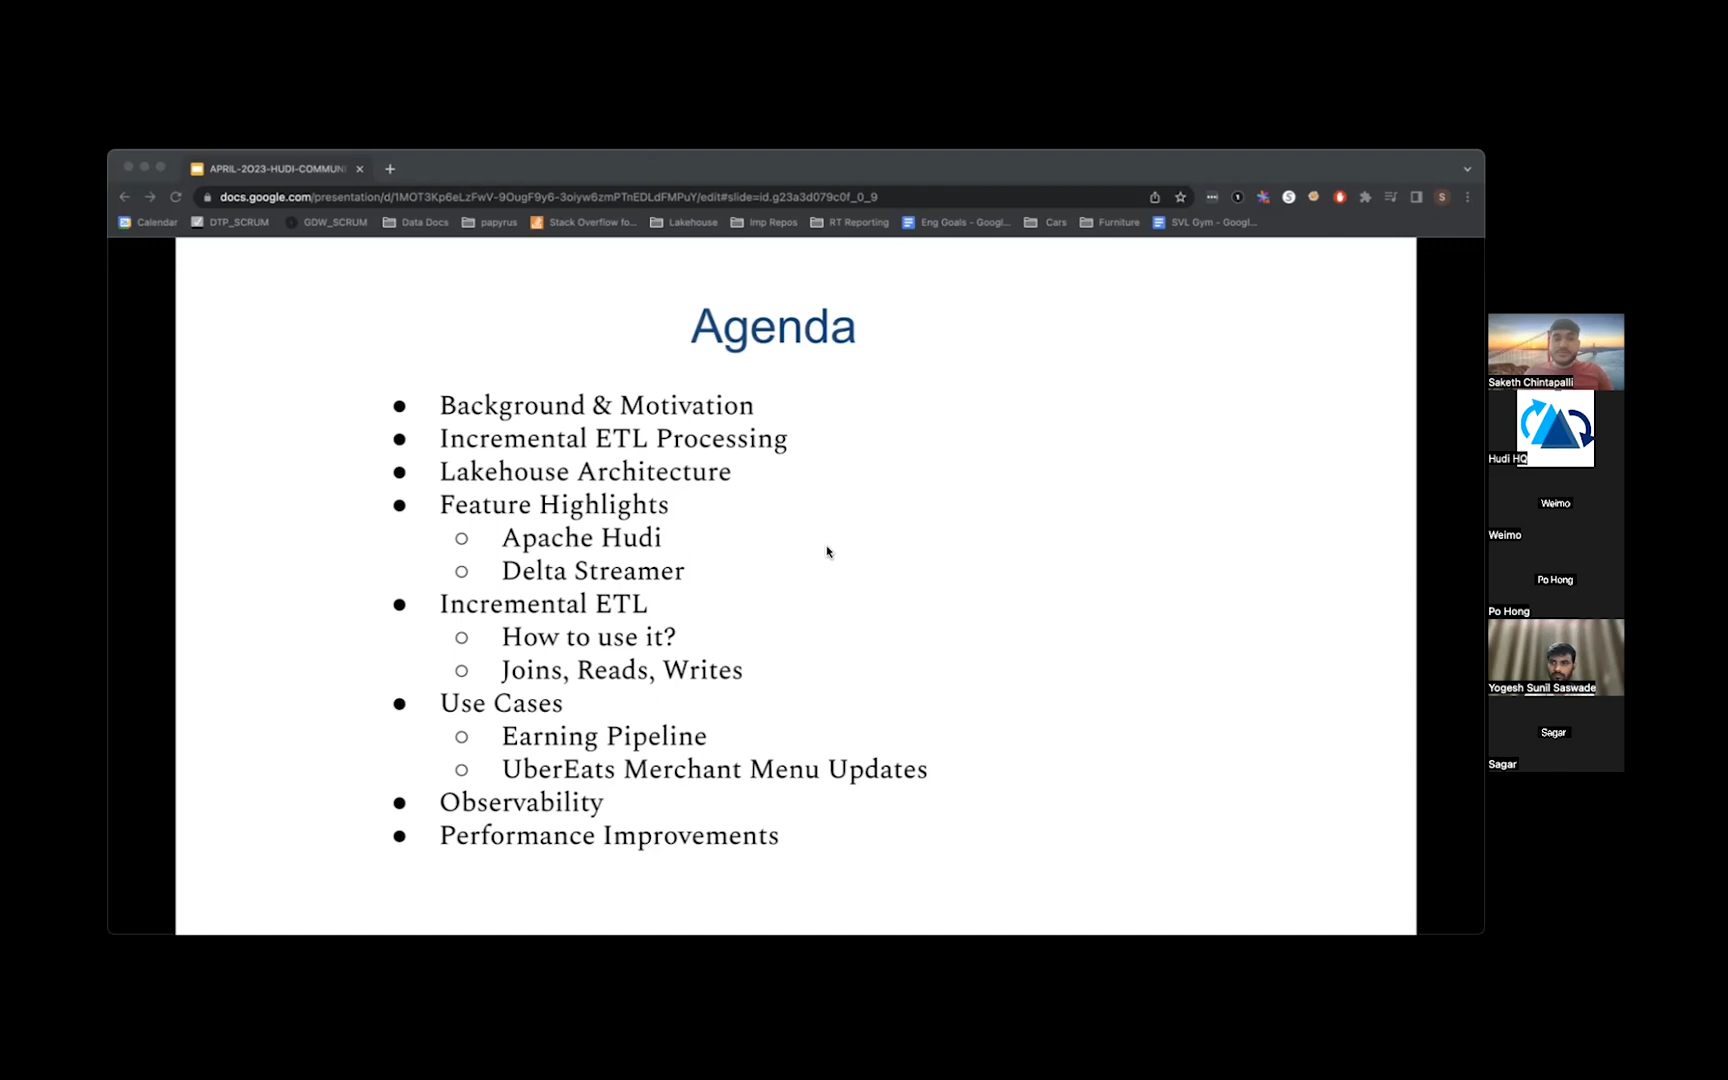 APRIL-2023-HUDI-COMMUNI
docs.google.com/presentation/d/1MOT3Kp6eLzFwV-9OugF9y6-3oiyw6zmPTnEDLdFMPuY/edit#slide=id.g23a3d079c0f_0_9
S
Calendar DTP_SCRUM GDW_SCRUM Data Docs papyrus Stack Overflow fo... Lakehouse Imp Repos RT Reporting Eng Goals - Googl... Cars Furniture SVL Gym - Googl...
Agenda
● Background & Motivation
● Incremental ETL Processing
● Lakehouse Architecture
● Feature Highlights
○ Apache Hudi
○ Delta Streamer
● Incremental ETL
○ How to use it?
○ Joins, Reads, Writes
● Use Cases
○ Earning Pipeline
○ UberEats Merchant Menu Updates
● Observability
● Performance Improvements
Saketh Chintapalli
Hudi HQ
Weimo
Weimo
Po Hong
Po Hong
Yogesh Sunil Saswade
Sagar
Sagar